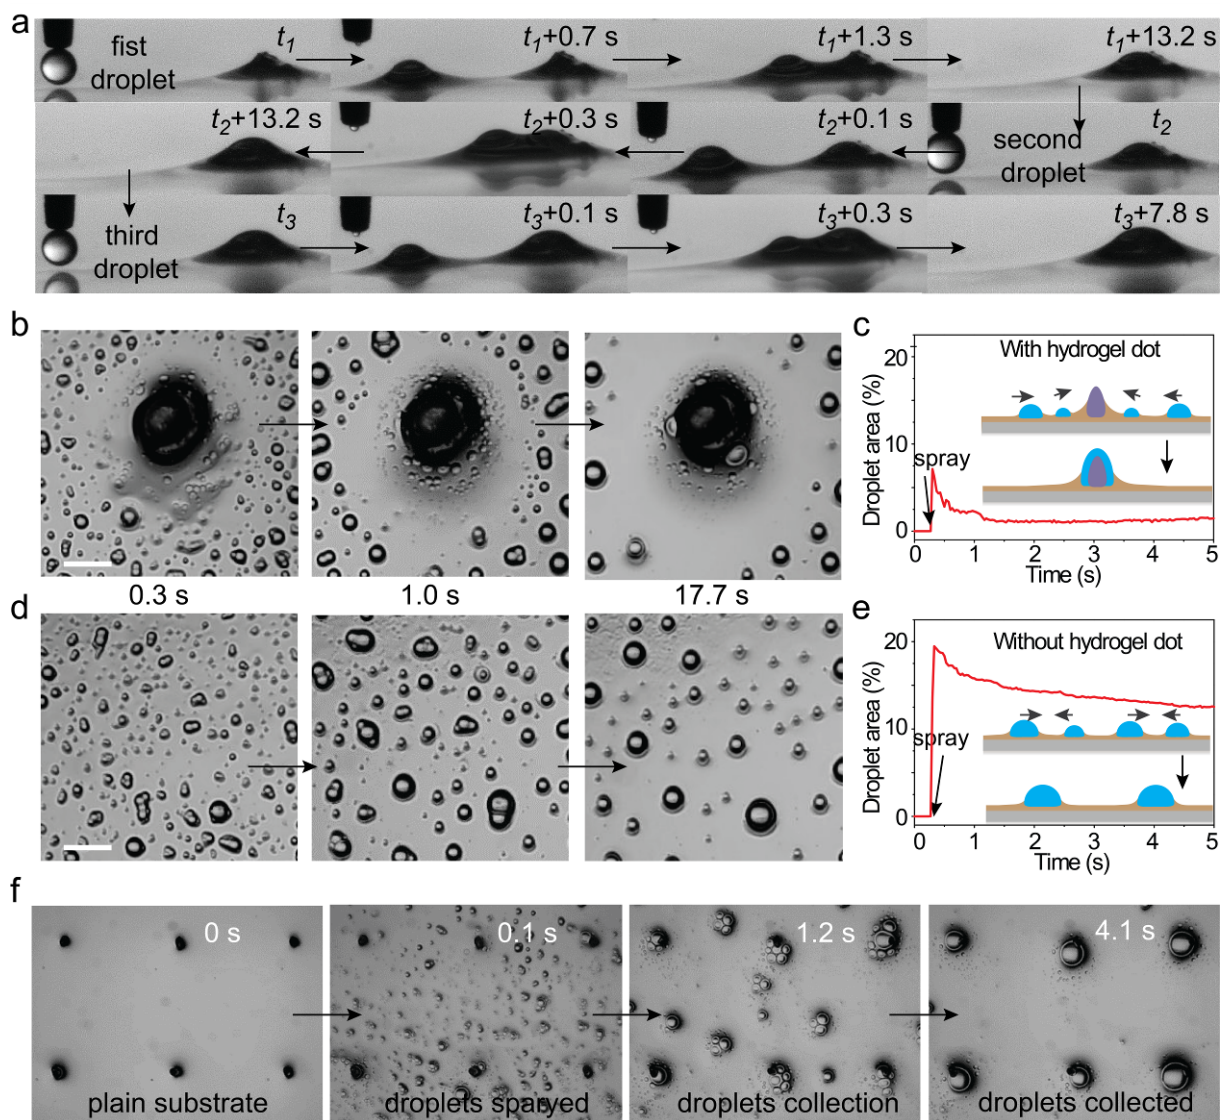 a
fist
droplet
t1
t1+0.7 s
t1+1.3 s
t1+13.2 s
t2+13.2 s
t2+0.3 s
t2+0.1 s
second
droplet
t2
third
droplet
t3
t3+0.1 s
t3+0.3 s
t3+7.8 s
b
c
With hydrogel dot
spray
Droplet area (%)
20
10
0
0 1 2 3 4 5
Time (s)
0.3 s 1.0 s 17.7 s
d
e
Without hydrogel dot
spray
Droplet area (%)
20
10
0
0 1 2 3 4 5
Time (s)
f
0 s
0.1 s
1.2 s
4.1 s
plain substrate
droplets sparyed
droplets collection
droplets collected